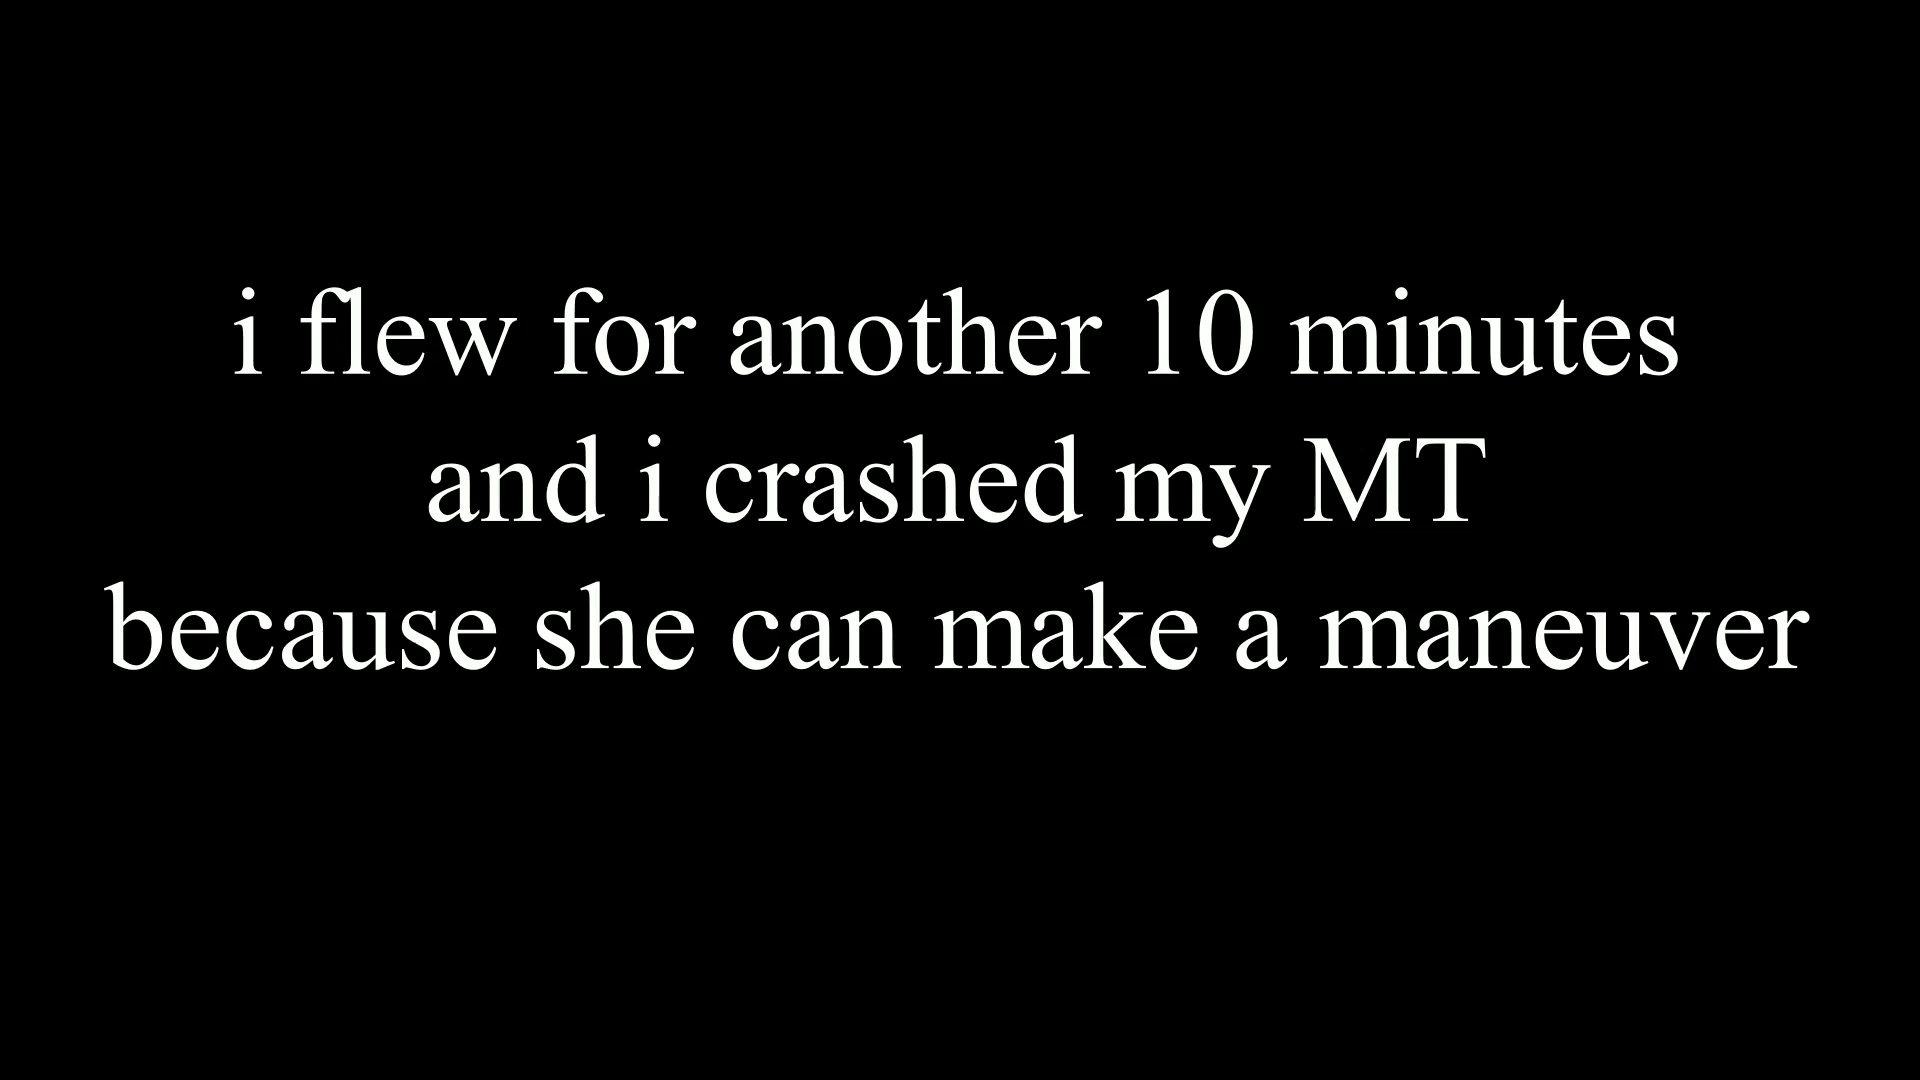 i flew for another 10 minutes
and i crashed my MT
because she can make a maneuver